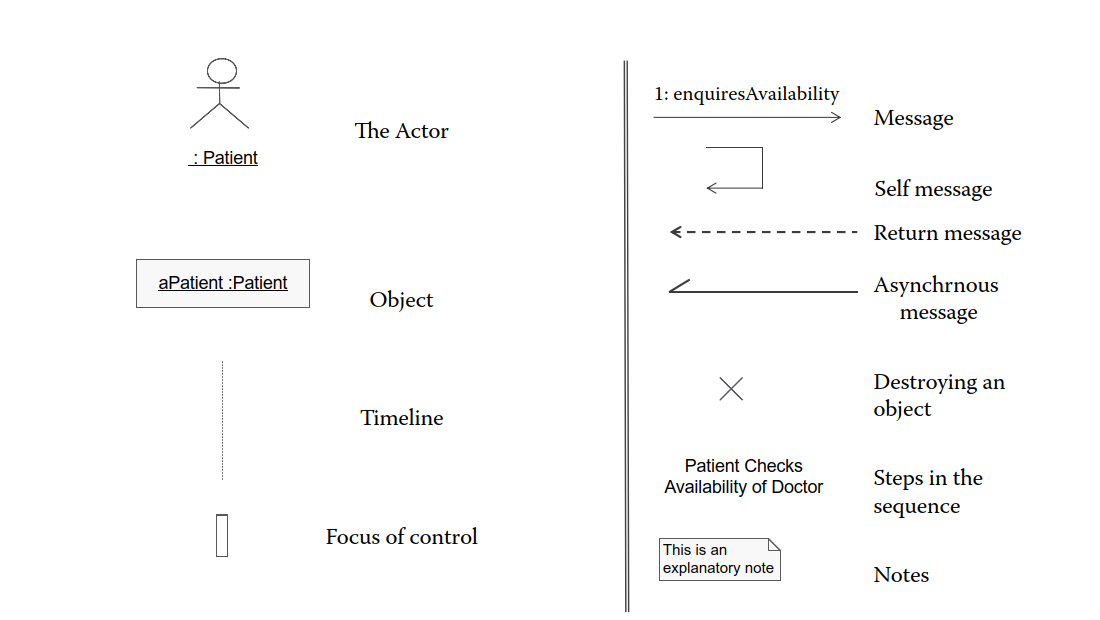 The Actor
: Patient
aPatient :Patient
Object
Timeline
Focus of control
1: enquiresAvailability
Message
Self message
Return message
Asynchrnous
message
Destroying an
object
Patient Checks
Availability of Doctor
Steps in the
sequence
This is an
explanatory note
Notes